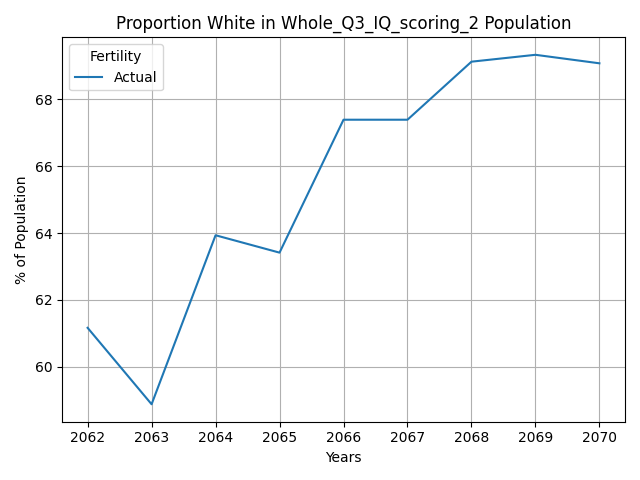 Proportion White in Whole_Q3_IQ_scoring_2 Population
Fertility
Actual
% of Population
68
66
64
62
60
2062 2063 2064 2065 2066 2067 2068 2069 2070
Years